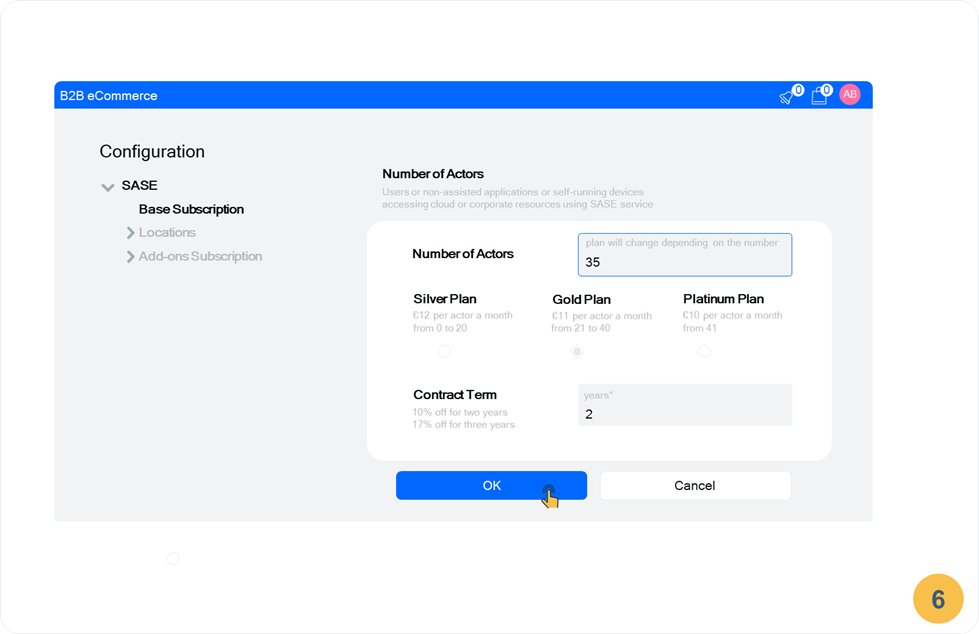 B2B eCommerce
0
0
AB
Configuration
SASE
Base Subscription
Locations
Add-ons Subscription
Number of Actors
Users or non-assisted applications or self-running devices
accessing cloud or corporate resources using SASE service
Number of Actors
plan will change depending on the number
35
Silver Plan
€12 per actor a month
from 0 to 20
Gold Plan
€11 per actor a month
from 21 to 40
Platinum Plan
€10 per actor a month
from 41
Contract Term
10% off for two years
17% off for three years
years*
2
OK
Cancel
6